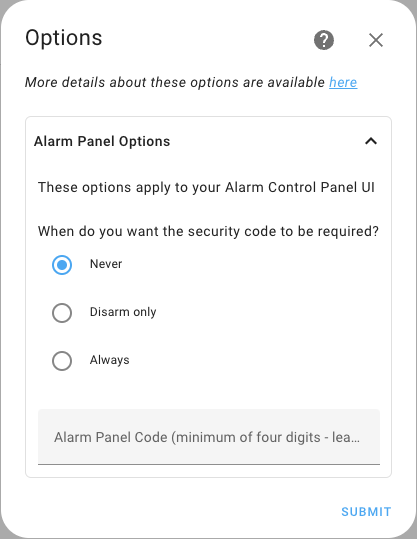 Options
More details about these options are available here
Alarm Panel Options
These options apply to your Alarm Control Panel UI
When do you want the security code to be required?
Never
Disarm only
Always
Alarm Panel Code (minimum of four digits - lea…
SUBMIT